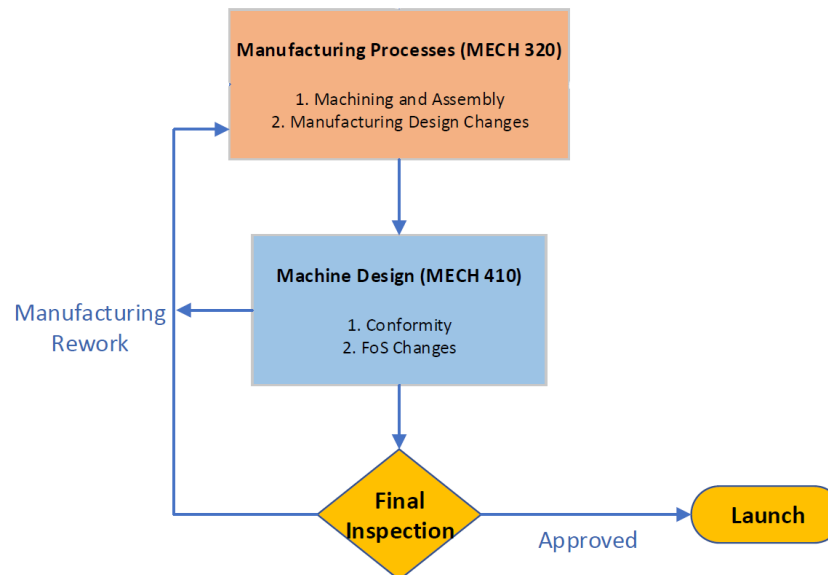 Manufacturing Processes (MECH 320)
1. Machining and Assembly
2. Manufacturing Design Changes
Machine Design (MECH 410)
1. Conformity
2. FoS Changes
Manufacturing
Rework
Final
Inspection
Approved
Launch